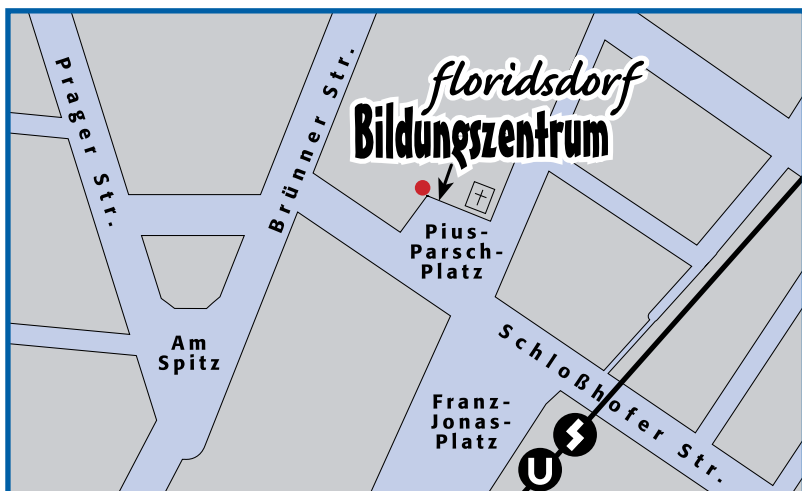 floridsdorf
Bildungszentrum
Prager Str.
Brünner Str.
Pius-
Parsch-
Platz
Am
Spitz
Schloßhofer Str.
Franz-
Jonas-
Platz
S
U